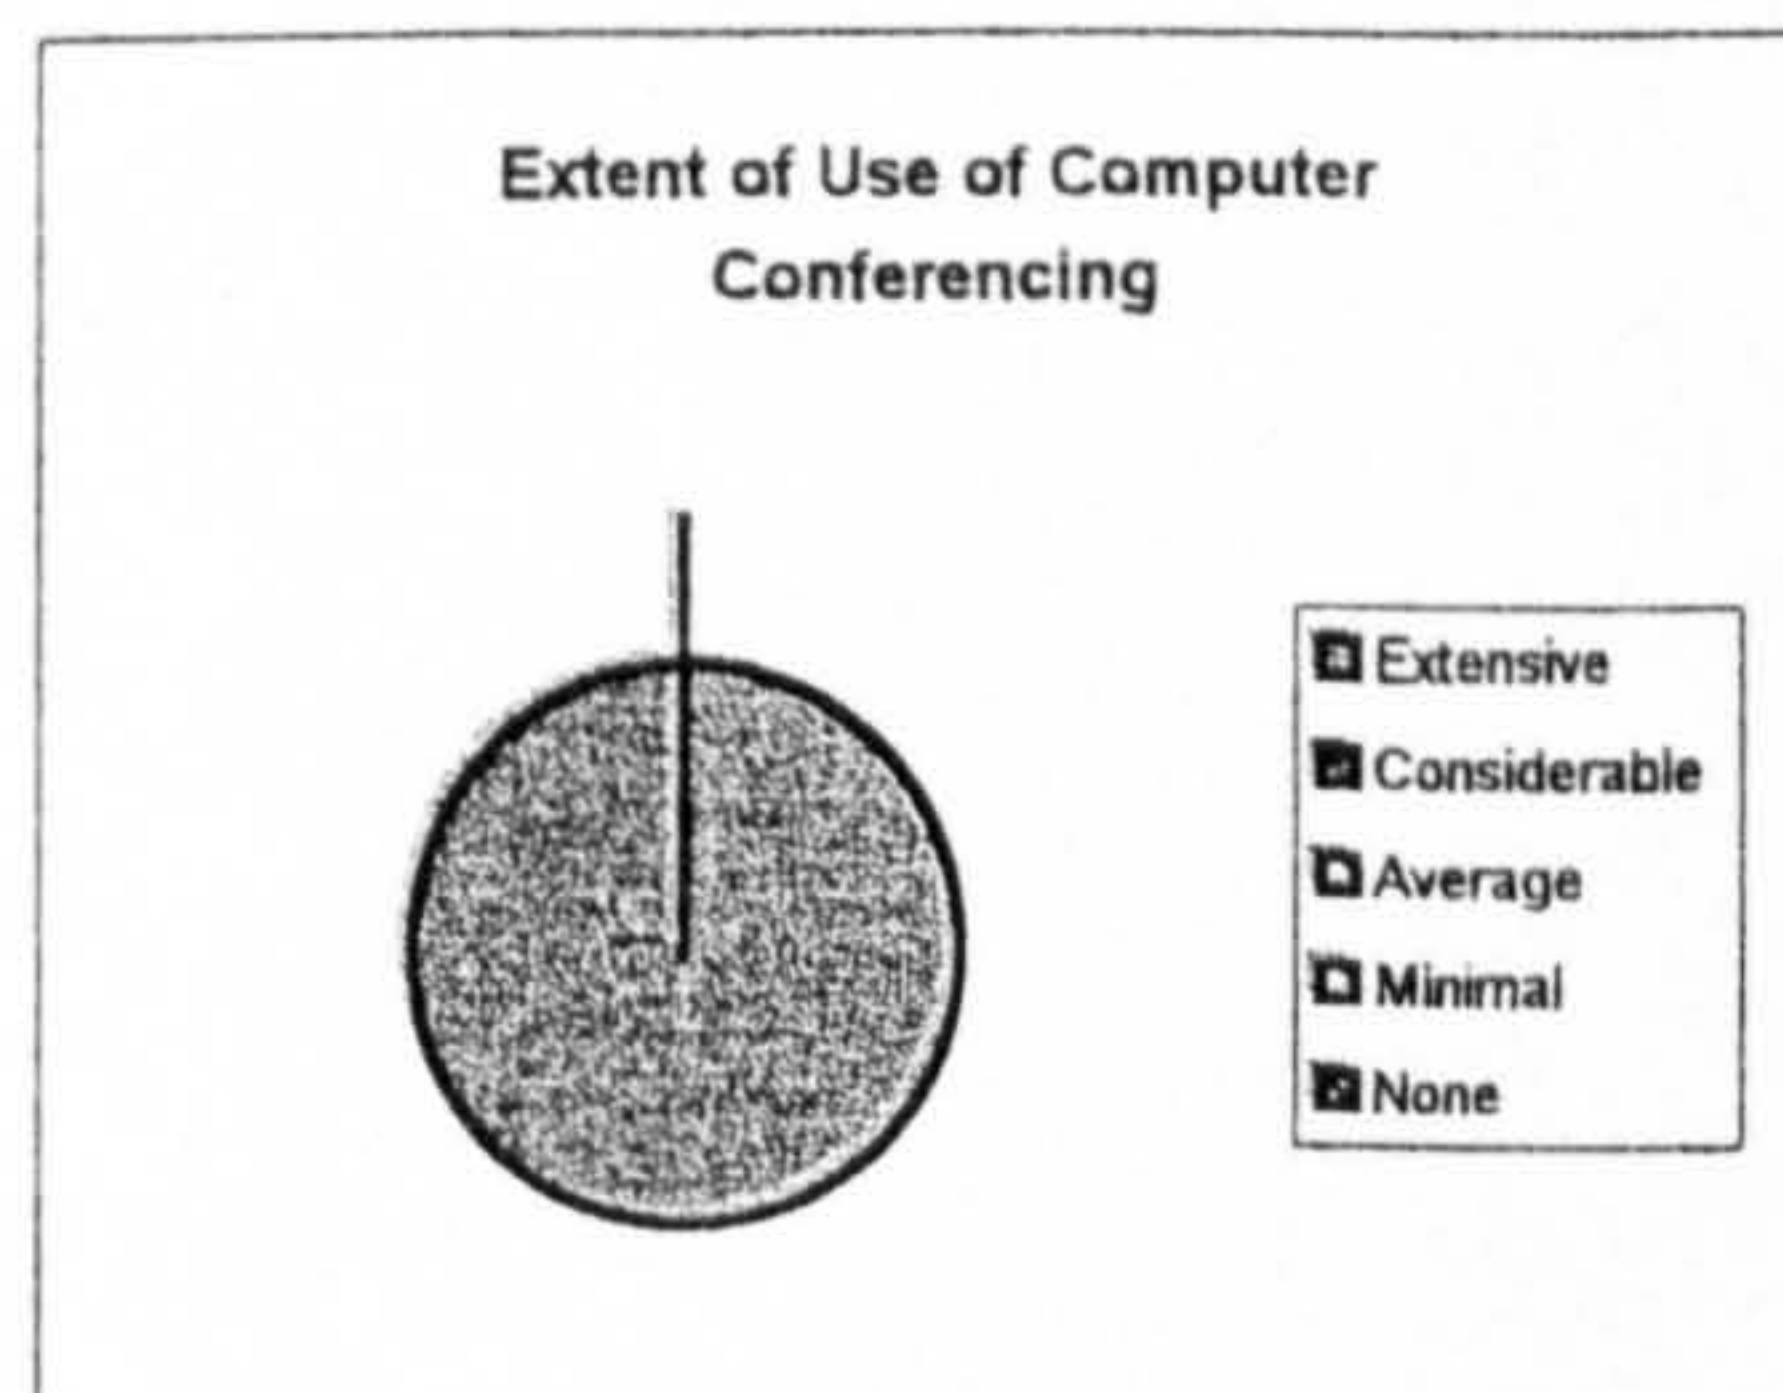 Extent of Use of Computer
Conferencing
Extensive
Considerable
Average
Minimal
None